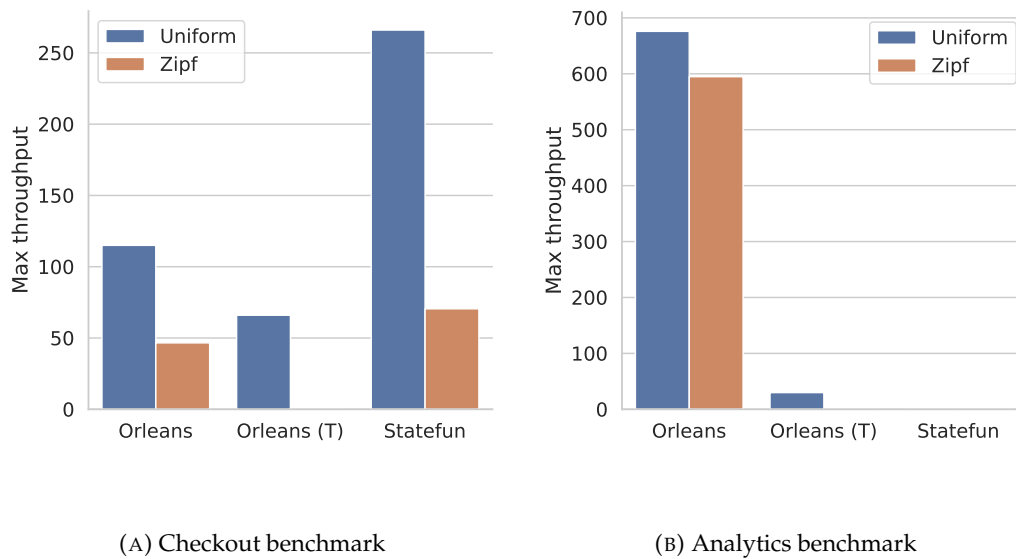 Uniform
Zipf
Max throughput
250
200
150
100
50
0
Orleans
Orleans (T)
Statefun
(A) Checkout benchmark
Uniform
Zipf
Max throughput
700
600
500
400
300
200
100
0
Orleans
Orleans (T)
Statefun
(B) Analytics benchmark